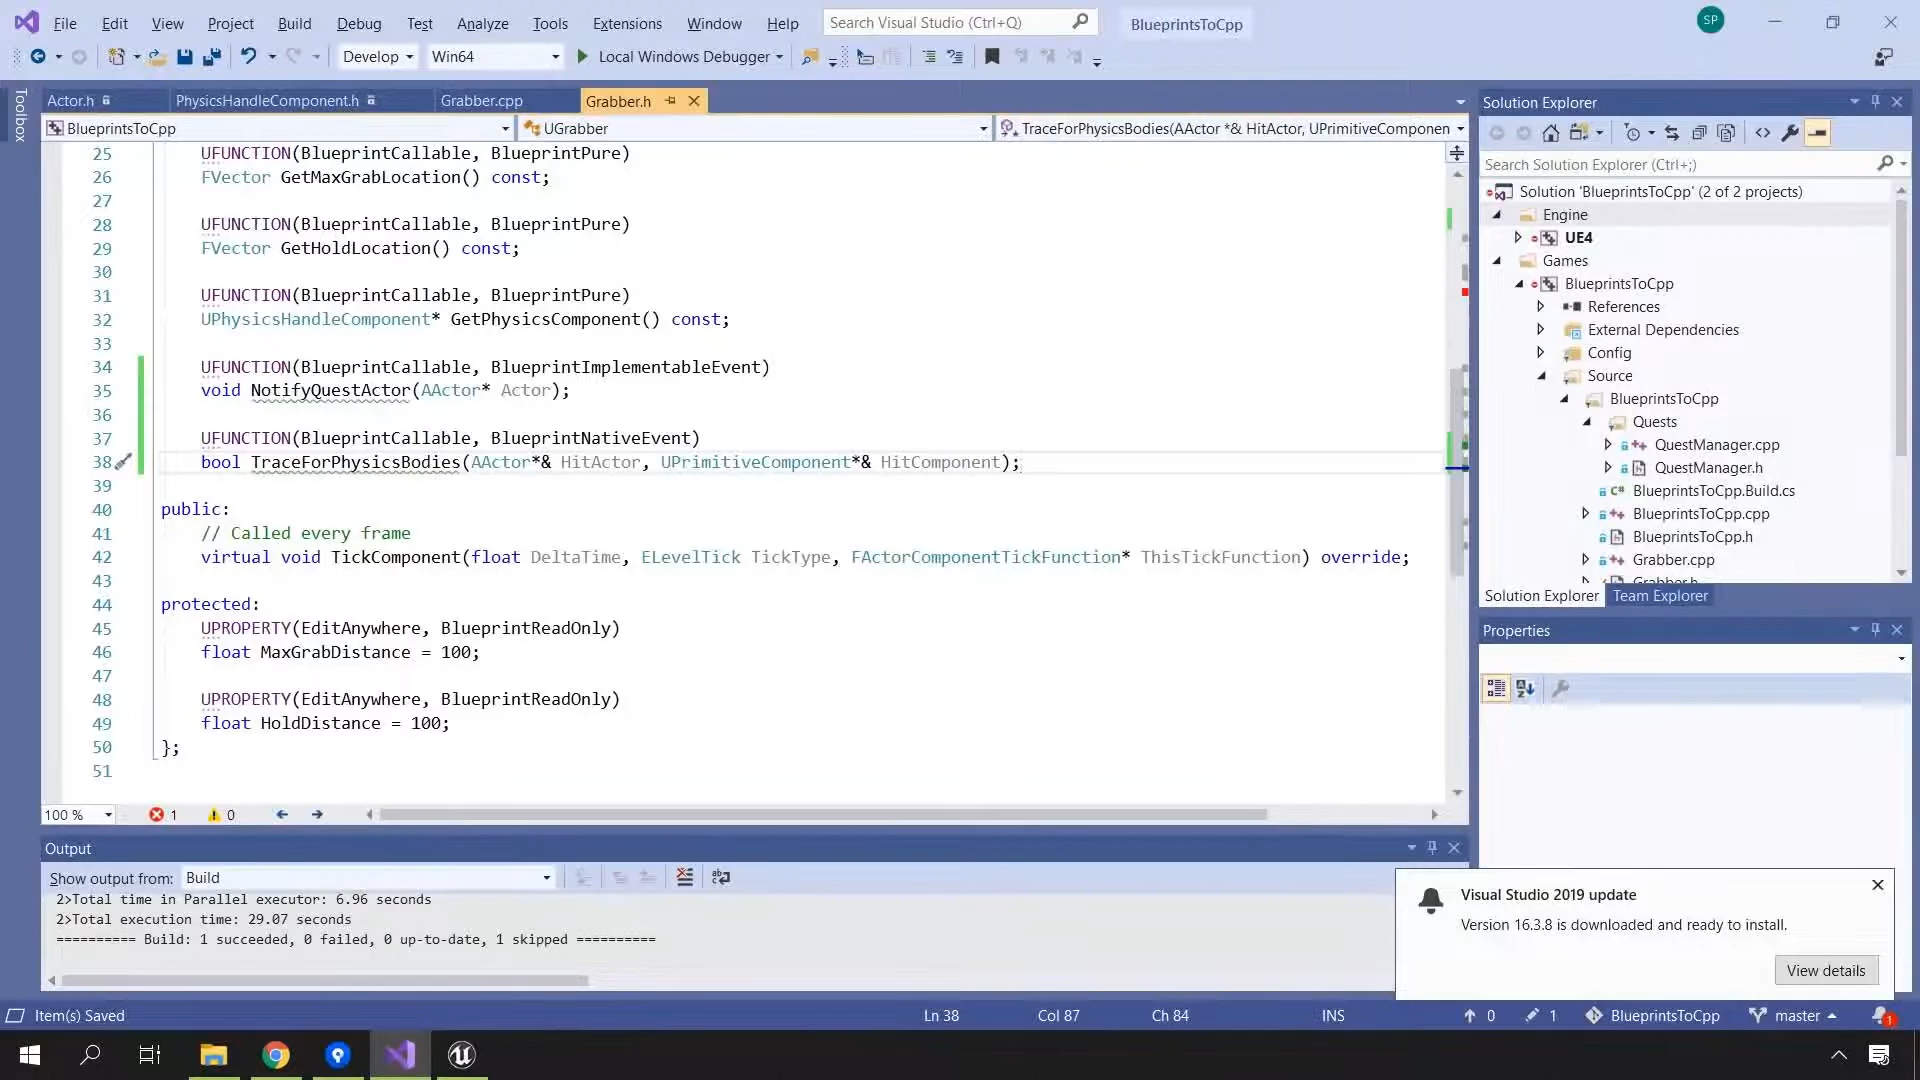 File Edit View Project Build Debug Test Analyze Tools Extensions Window Help Search Visual Studio (Ctrl+Q) BlueprintsToCpp SP
Develop Win64 Local Windows Debugger
Toolbox
Actor.h PhysicsHandleComponent.h Grabber.cpp Grabber.h
BlueprintsToCpp UGrabber TraceForPhysicsBodies(AActor *& HitActor, UPrimitiveComponen
25 UFUNCTION(BlueprintCallable, BlueprintPure)
26 FVector GetMaxGrabLocation() const;
27
28 UFUNCTION(BlueprintCallable, BlueprintPure)
29 FVector GetHoldLocation() const;
30
31 UFUNCTION(BlueprintCallable, BlueprintPure)
32 UPhysicsHandleComponent* GetPhysicsComponent() const;
33
34 UFUNCTION(BlueprintCallable, BlueprintImplementableEvent)
35 void NotifyQuestActor(AActor* Actor);
36
37 UFUNCTION(BlueprintCallable, BlueprintNativeEvent)
38 bool TraceForPhysicsBodies(AActor*& HitActor, UPrimitiveComponent*& HitComponent);
39
40 public:
41 // Called every frame
42 virtual void TickComponent(float DeltaTime, ELevelTick TickType, FActorComponentTickFunction* ThisTickFunction) override;
43
44 protected:
45 UPROPERTY(EditAnywhere, BlueprintReadOnly)
46 float MaxGrabDistance = 100;
47
48 UPROPERTY(EditAnywhere, BlueprintReadOnly)
49 float HoldDistance = 100;
50 };
51
100 % 1 0
Output
Show output from: Build
2>Total time in Parallel executor: 6.96 seconds
2>Total execution time: 29.07 seconds
========== Build: 1 succeeded, 0 failed, 0 up-to-date, 1 skipped ==========
Solution Explorer
Search Solution Explorer (Ctrl+;)
Solution 'BlueprintsToCpp' (2 of 2 projects)
Engine
UE4
Games
BlueprintsToCpp
References
External Dependencies
Config
Source
BlueprintsToCpp
Quests
QuestManager.cpp
QuestManager.h
BlueprintsToCpp.Build.cs
BlueprintsToCpp.cpp
BlueprintsToCpp.h
Grabber.cpp
Grabber.h
Solution Explorer Team Explorer
Properties
Visual Studio 2019 update
Version 16.3.8 is downloaded and ready to install.
View details
Item(s) Saved Ln 38 Col 87 Ch 84 INS 0 1 BlueprintsToCpp master 1